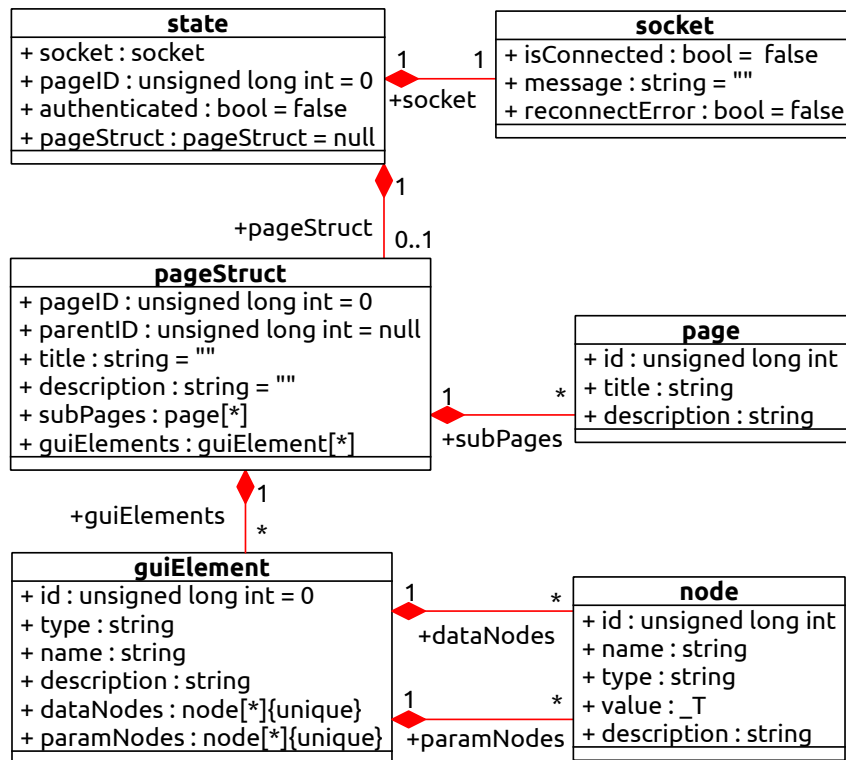 state
+ socket : socket
+ pageID : unsigned long int = 0
+ authenticated : bool = false
+ pageStruct : pageStruct = null
1
1
+socket
socket
+ isConnected : bool =  false
+ message : string = ""
+ reconnectError : bool = false
1
+pageStruct
0..1
pageStruct
+ pageID : unsigned long int = 0
+ parentID : unsigned long int = null
+ title : string = ""
+ description : string = ""
+ subPages : page[*]
+ guiElements : guiElement[*]
1
*
+subPages
page
+ id : unsigned long int
+ title : string
+ description : string
1
+guiElements
*
guiElement
+ id : unsigned long int = 0
+ type : string
+ name : string
+ description : string
+ dataNodes : node[*]{unique}
+ paramNodes : node[*]{unique}
1
*
+dataNodes
1
*
+paramNodes
node
+ id : unsigned long int
+ name : string
+ type : string
+ value : _T
+ description : string